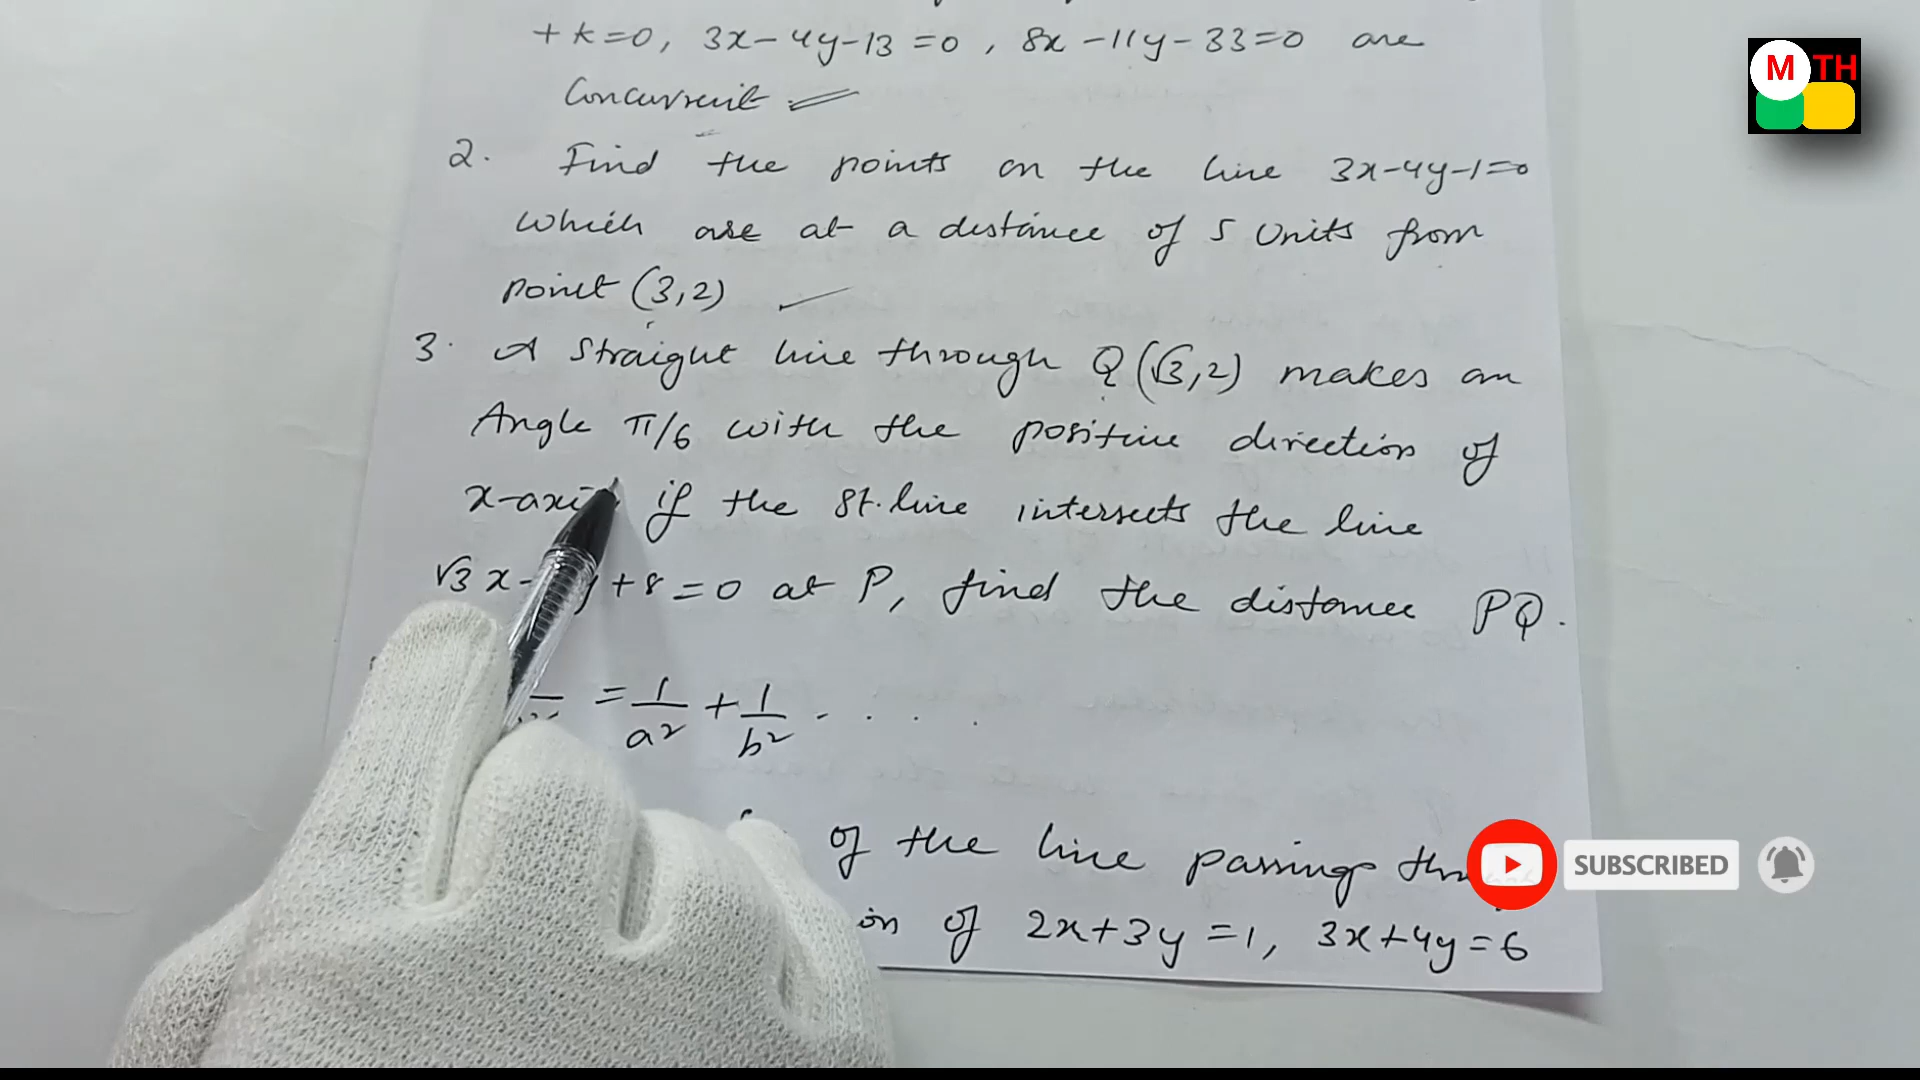 + k=0, 3x-4y-13=0, 8x-11y-33=0 are
Concurrent
2. Find the points on the line 3x-4y-1=0
which are at a distance of 5 Units from
point (3,2)
3. A straight line through Q(√3,2) makes an
Angle π/6 with the positive direction of
x-axis if the st. line intersects the line
√3x- y+8=0 at P, find the distance PQ.
= 1/a² + 1/b² - . . . .
of the line passing thr
on of 2x+3y=1, 3x+4y=6
M TH
SUBSCRIBED